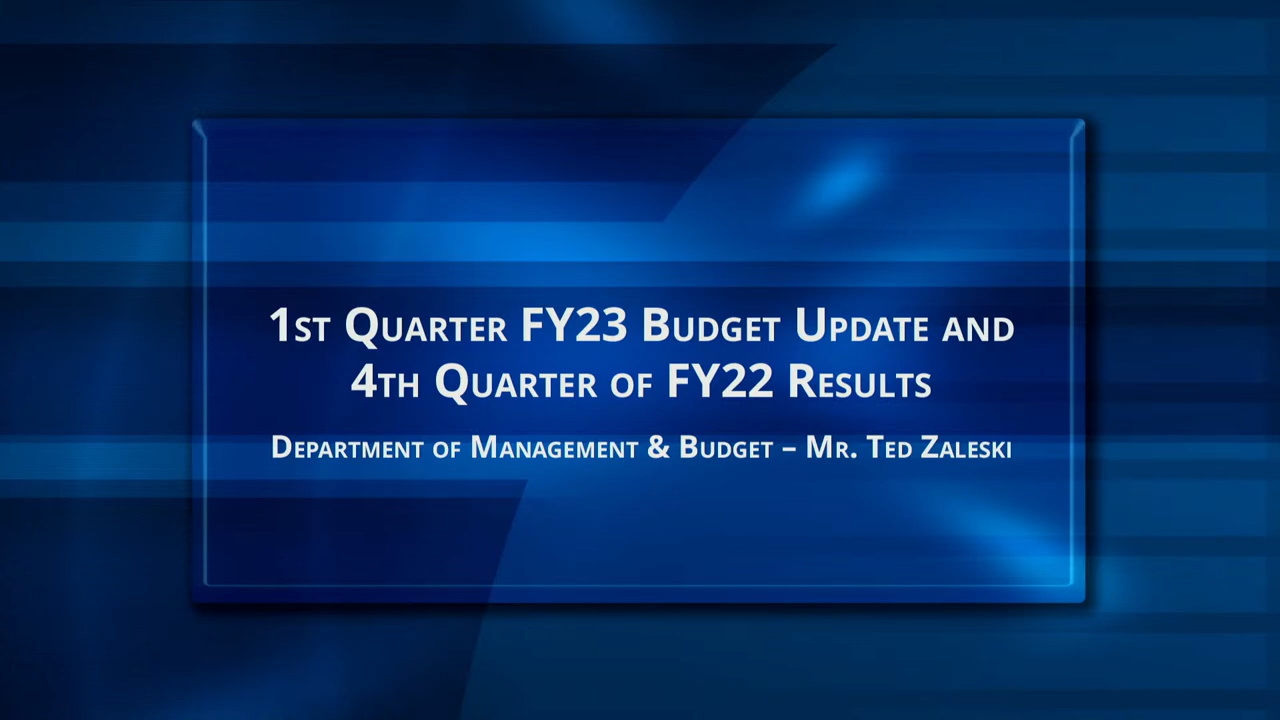 1st Quarter FY23 Budget Update and
4th Quarter of FY22 Results
Department of Management & Budget – Mr. Ted Zaleski